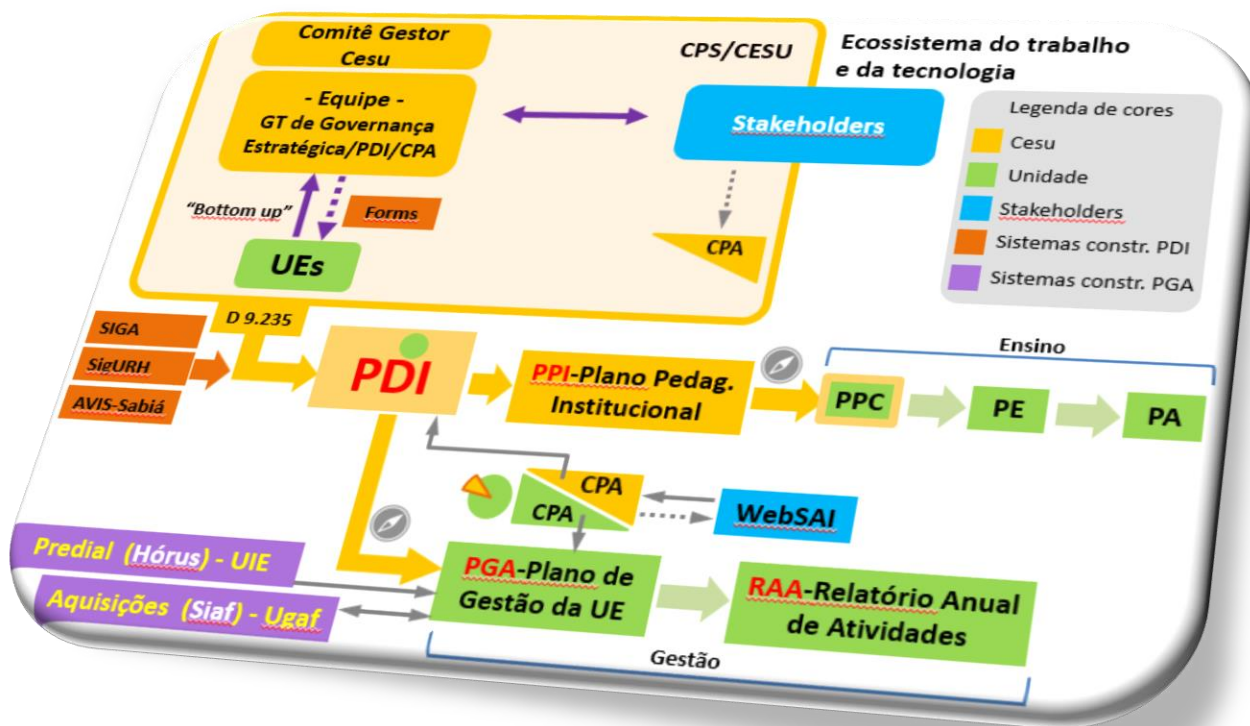 Comitê Gestor
Cesu
- Equipe -
GT de Governança
Estratégica/PDI/CPA
"Bottom up"
Forms
UEs
CPS/CESU
Stakeholders
CPA
Ecossistema do trabalho
e da tecnologia
Legenda de cores
Cesu
Unidade
Stakeholders
Sistemas constr. PDI
Sistemas constr. PGA
SIGA
SigURH
AVIS-Sabiá
D 9.235
PDI
PPI-Plano Pedag.
Institucional
Ensino
PPC
PE
PA
CPA
CPA
WebSAI
Predial (Hórus) - UIE
Aquisições (Siaf) - Ugaf
PGA-Plano de
Gestão da UE
RAA-Relatório Anual
de Atividades
Gestão